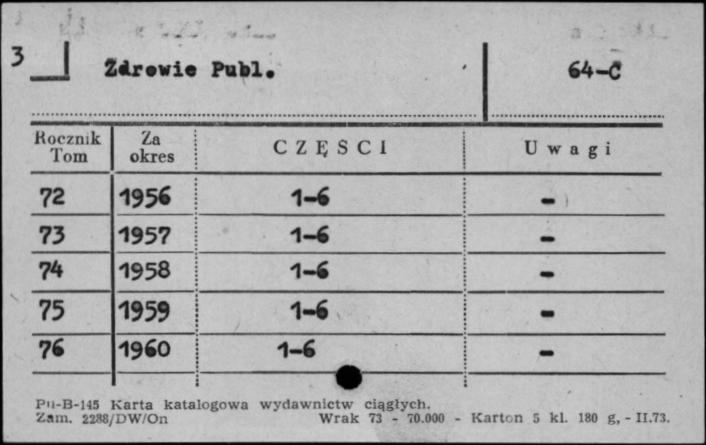 3 Zdrowie Publ. 64-C
Rocznik Tom Za okres CZĘSCI Uwagi
72 1956 1-6 -
73 1957 1-6 -
74 1958 1-6 -
75 1959 1-6 -
76 1960 1-6 -
Pu-B-145 Karta katalogowa wydawnictw ciągłych.
Zam. 2288/DW/On Wrak 73 - 70.000 - Karton 5 kl. 180 g, - II.73.